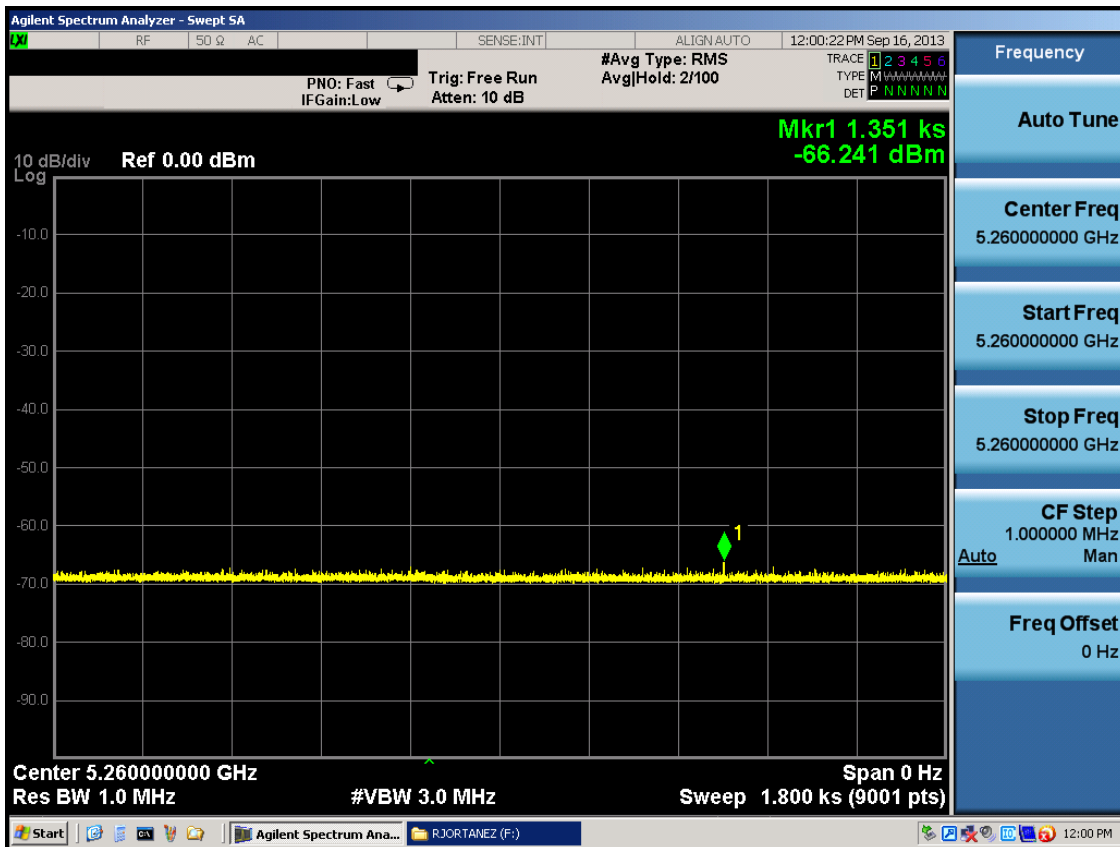 Agilent Spectrum Analyzer - Swept SA
LXI RF 50 Ω AC SENSE:INT ALIGN AUTO 12:00:22 PM Sep 16, 2013
PNO: Fast
IFGain:Low
Trig: Free Run
Atten: 10 dB
#Avg Type: RMS
Avg|Hold: 2/100
TRACE 1 2 3 4 5 6
TYPE M
DET P N N N N N
Mkr1 1.351 ks
-66.241 dBm
10 dB/div Ref 0.00 dBm
Log
-10.0
-20.0
-30.0
-40.0
-50.0
-60.0
1
-70.0
-80.0
-90.0
Center 5.260000000 GHz Span 0 Hz
Res BW 1.0 MHz #VBW 3.0 MHz Sweep 1.800 ks (9001 pts)
Frequency
Auto Tune
Center Freq
5.260000000 GHz
Start Freq
5.260000000 GHz
Stop Freq
5.260000000 GHz
CF Step
1.000000 MHz
Auto Man
Freq Offset
0 Hz
Start Agilent Spectrum Ana... RJORTANEZ (F:) 12:00 PM